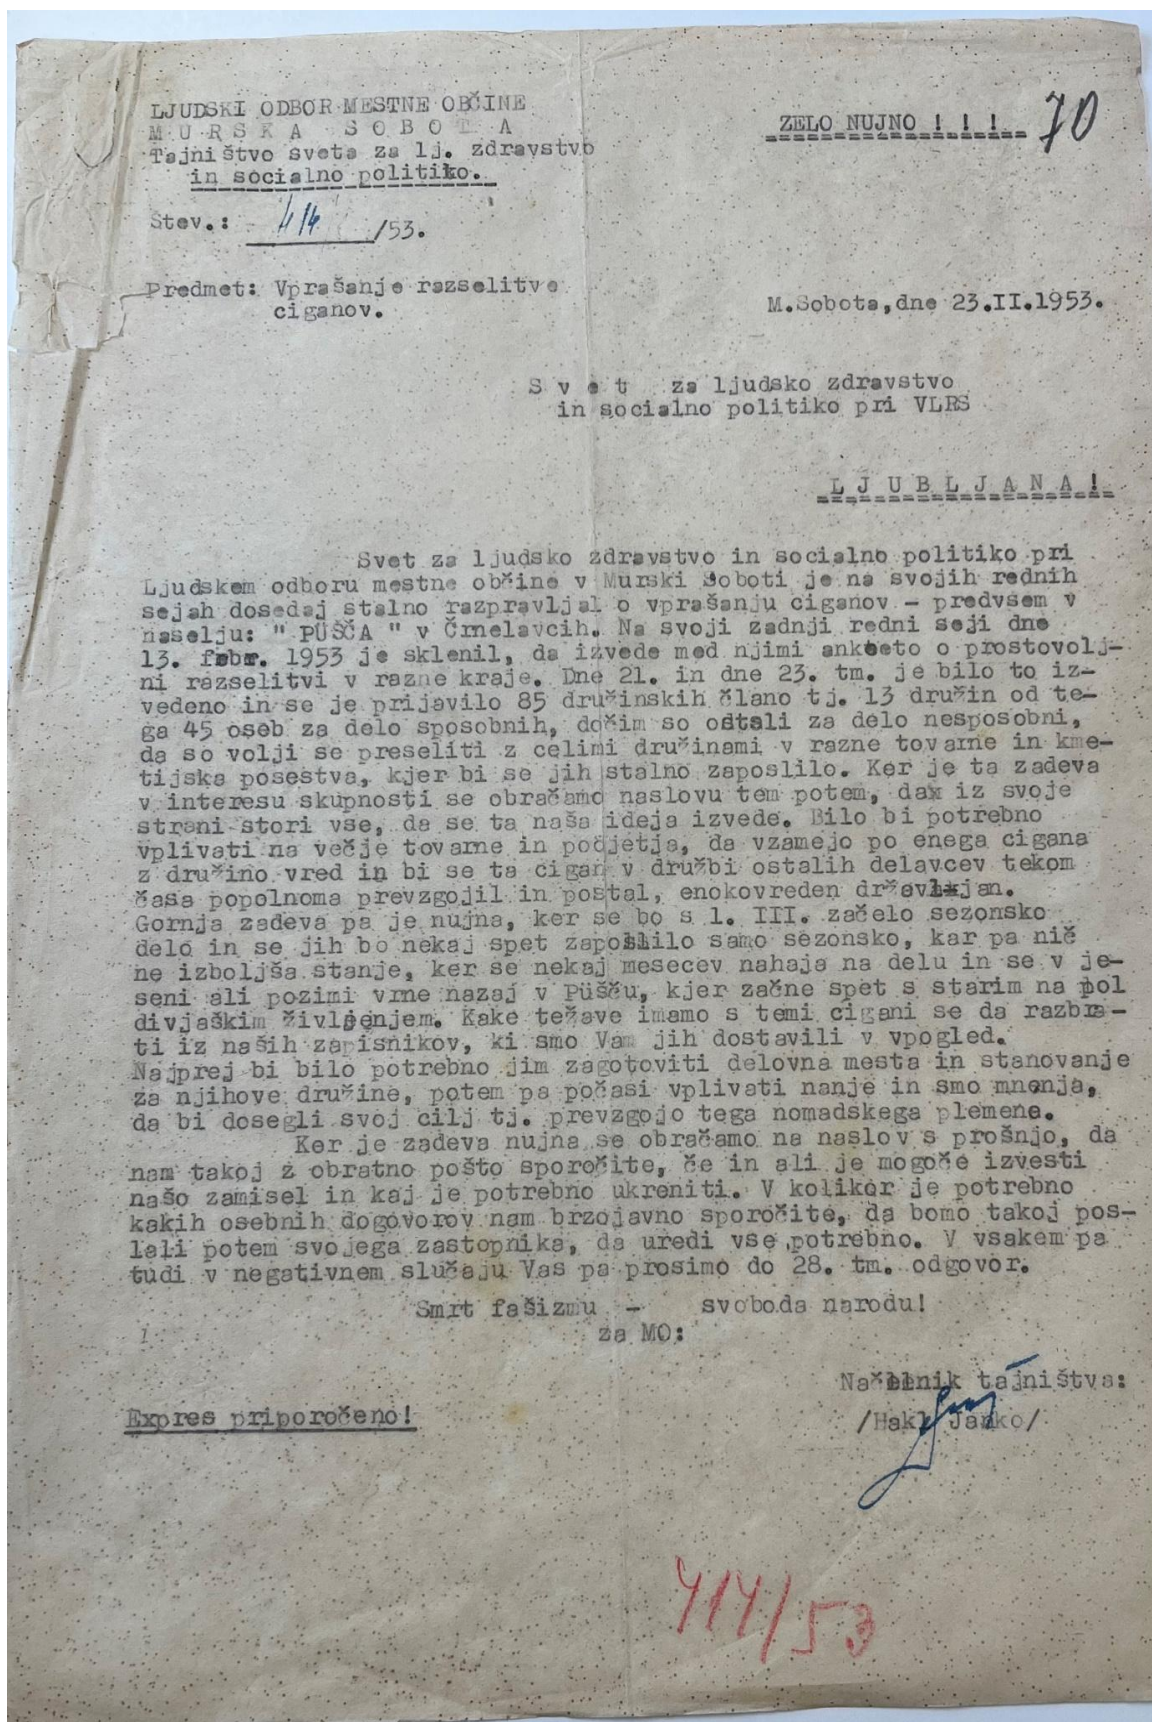 LJUDSKI ODBOR MESTNE OBČINE
M U R S K A   S O B O T A
Tajništvo sveta za lj. zdravstvo
in socialno politiko.
ZELO NUJNO ! ! !
70
Štev.: /53.
Predmet: Vprašanje razselitve
ciganov.
M.Sobota,dne 23.II.1953.
S v e t  za ljudsko zdravstvo
in socialno politiko pri VLRS
L J U B L J A N A !
Svet za ljudsko zdravstvo in socialno politiko pri
Ljudskem odboru mestne občine v Murski Soboti je na svojih rednih
sejah dosedaj stalno razpravljal o vprašanju ciganov – predvsem v
naselju: " PÜŠČA " v Črnelavcih. Na svoji zadnji redni seji dne
13. febr. 1953 je sklenil, da izvede med njimi anketo o prostovolj-
ni razselitvi v razne kraje. Dne 21. in dne 23. tm. je bilo to iz-
vedeno in se je prijavilo 85 družinskih člano tj. 13 družin od te-
ga 45 oseb za delo sposobnih, dočim so ostali za delo nesposobni,
da so volji se preseliti z celimi družinami v razne tovarne in kme-
tijska posestva, kjer bi se jih stalno zaposlilo. Ker je ta zadeva
v interesu skupnosti se obračamo naslovu tem potem, da iz svoje
strani stori vse, da se ta naša ideja izvede. Bilo bi potrebno
vplivati na večje tovarne in podjetja, da vzamejo po enega cigana
z družino vred in bi se ta cigan v družbi ostalih delavcev tekom
časa popolnoma prevzgojil in postal, enokovreden državljan.
Gornja zadeva pa je nujna, ker se bo s 1. III. začelo sezonsko
delo in se jih bo nekaj spet zaposlilo samo sezonsko, kar pa nič
ne izboljša stanje, ker se nekaj mesecev nahaja na delu in se v je-
seni ali pozimi vrne nazaj v Püšču, kjer začne spet s starim na pol
divjaškim življenjem. Kake težave imamo s temi cigani se da razbra-
ti iz naših zapisnikov, ki smo Vam jih dostavili v vpogled.
Najprej bi bilo potrebno jim zagotoviti delovna mesta in stanovanje
za njihove družine, potem pa počasi vplivati nanje in smo mnenja,
da bi dosegli svoj cilj tj. prevzgojo tega nomadskega plemene.
Ker je zadeva nujna se obračamo na naslov s prošnjo, da
nam takoj z obratno pošto sporočite, če in ali je mogoče izvesti
našo zamisel in kaj je potrebno ukreniti. V kolikor je potrebno
kakih osebnih dogovorov nam brzojavno sporočite, da bomo takoj pos-
lali potem svojega zastopnika, da uredi vse potrebno. V vsakem pa
tudi v negativnem slučaju Vas pa prosimo do 28. tm. odgovor.
Smrt fašizmu – svoboda narodu!
za MO:
Načelnik tajništva:
Expres priporočeno!
/Hakl Janko/
414/53